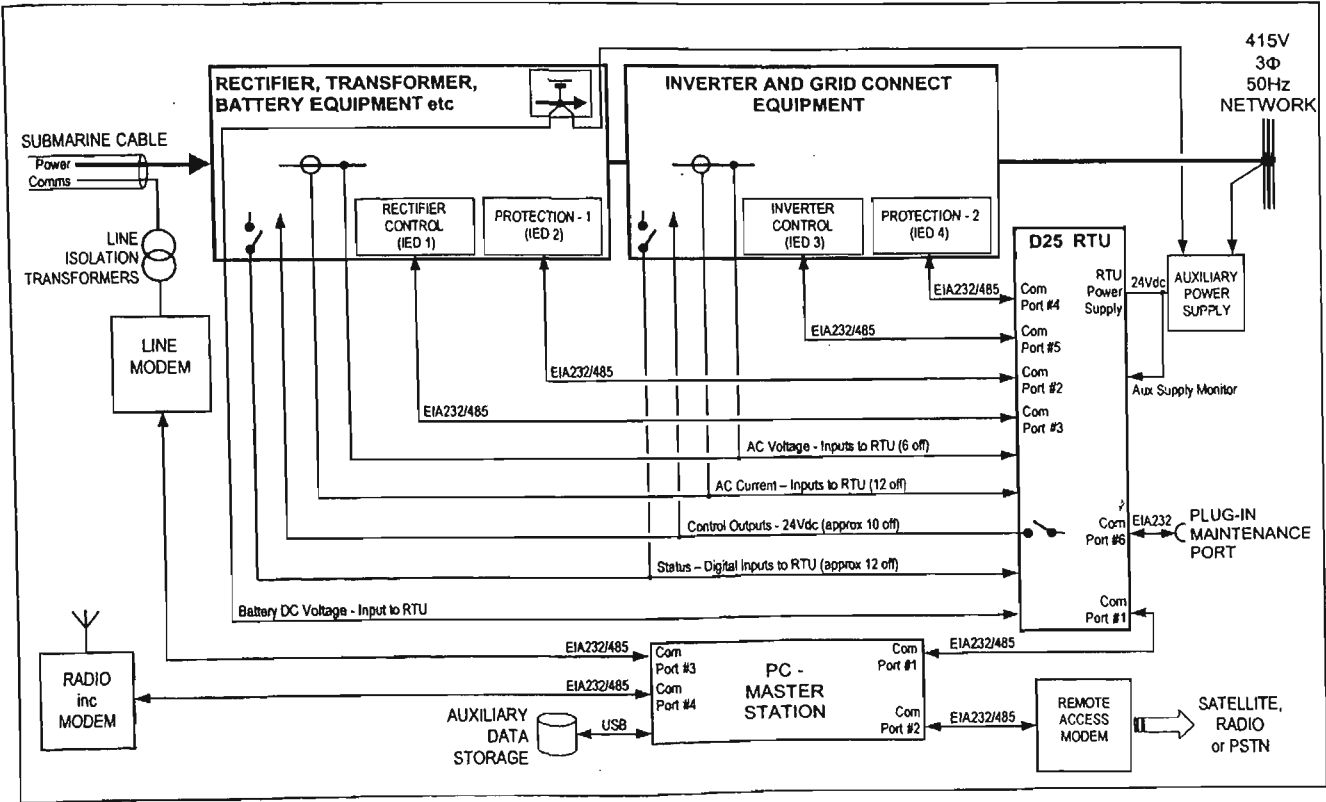 415V
3Φ
50Hz
NETWORK
RECTIFIER, TRANSFORMER,
BATTERY EQUIPMENT etc
INVERTER AND GRID CONNECT
EQUIPMENT
SUBMARINE CABLE
Power
Comms
LINE
ISOLATION
TRANSFORMERS
RECTIFIER
CONTROL
(IED 1)
PROTECTION - 1
(IED 2)
INVERTER
CONTROL
(IED 3)
PROTECTION - 2
(IED 4)
D25 RTU
RTU
Power
Supply
24Vdc
AUXILIARY
POWER
SUPPLY
Aux Supply Monitor
LINE
MODEM
EIA232/485
Com
Port #4
EIA232/485
Com
Port #5
EIA232/485
Com
Port #2
EIA232/485
Com
Port #3
AC Voltage - Inputs to RTU (6 off)
AC Current – Inputs to RTU (12 off)
Control Outputs - 24Vdc (approx 10 off)
Status – Digital Inputs to RTU (approx 12 off)
Battery DC Voltage - Input to RTU
Com
Port #6
EIA232
PLUG-IN
MAINTENANCE
PORT
Com
Port #1
EIA232/485
RADIO
inc
MODEM
EIA232/485
EIA232/485
Com
Port #3
Com
Port #4
PC -
MASTER
STATION
Com
Port #1
Com
Port #2
AUXILIARY
DATA
STORAGE
USB
EIA232/485
REMOTE
ACCESS
MODEM
SATELLITE,
RADIO
or PSTN